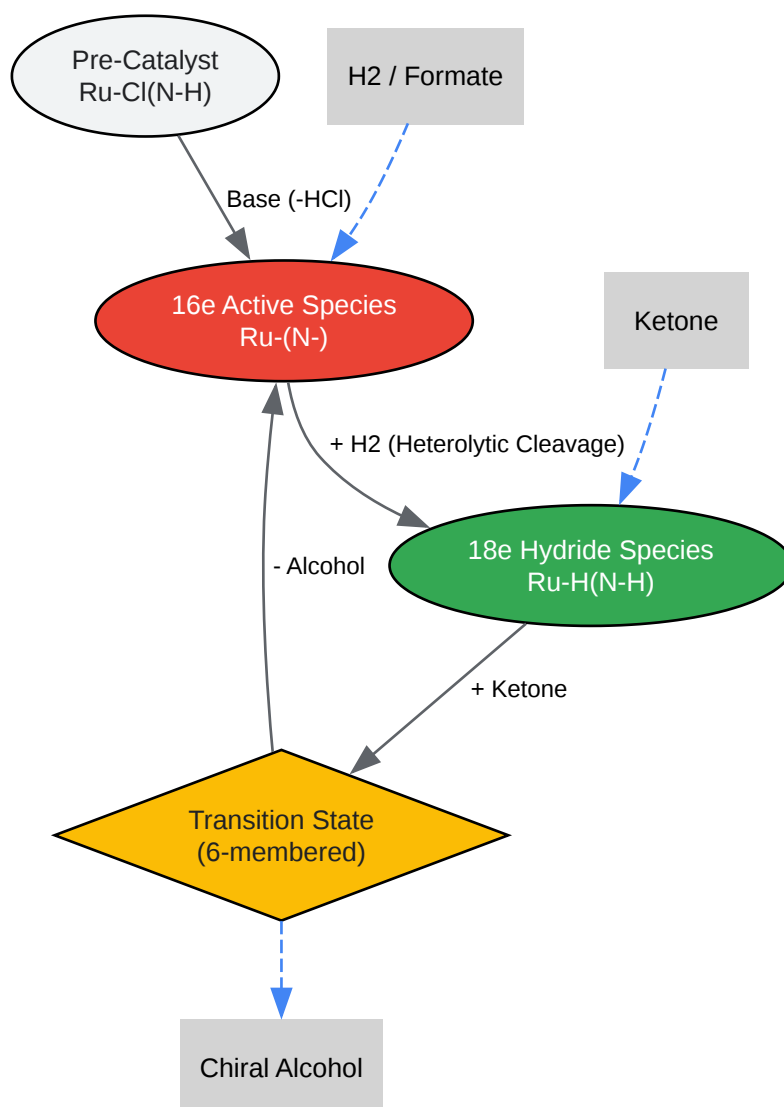 Pre-Catalyst
Ru-Cl(N-H)
H2 / Formate
Base (-HCl)
16e Active Species
Ru-(N-)
Ketone
+ H2 (Heterolytic Cleavage)
18e Hydride Species
Ru-H(N-H)
- Alcohol
+ Ketone
Transition State
(6-membered)
Chiral Alcohol